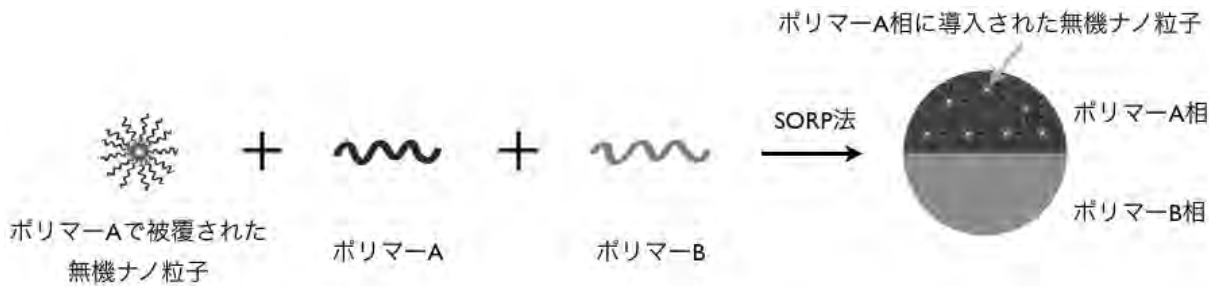 ポリマーA相に導入された無機ナノ粒子
SORP法
ポリマーA相
ポリマーB相
ポリマーAで被覆された
無機ナノ粒子
ポリマーA
ポリマーB